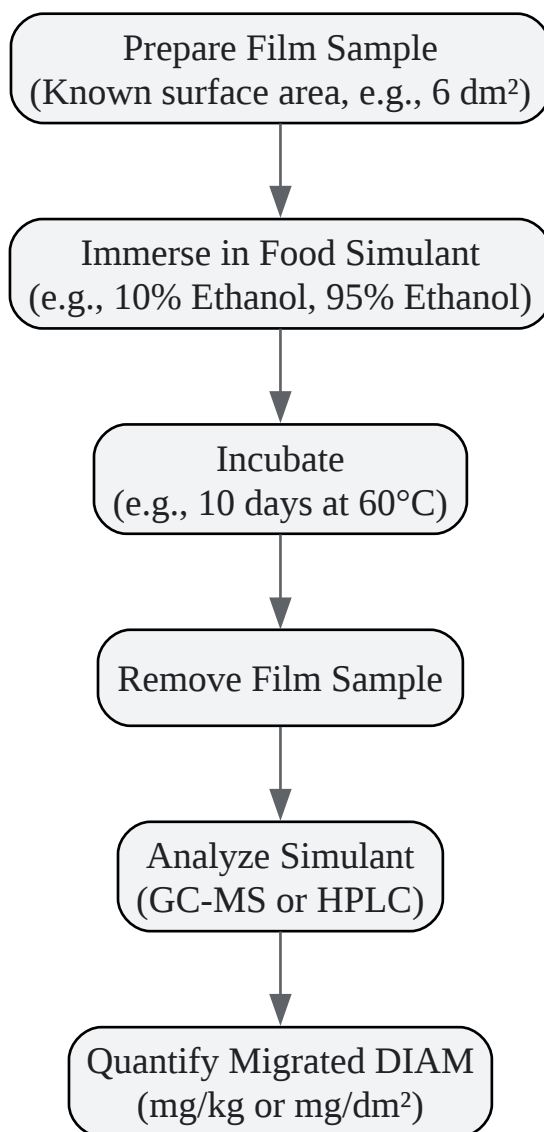 Prepare Film Sample
(Known surface area, e.g., 6 dm²)
Immerse in Food Simulant
(e.g., 10% Ethanol, 95% Ethanol)
Incubate
(e.g., 10 days at 60°C)
Remove Film Sample
Analyze Simulant
(GC-MS or HPLC)
Quantify Migrated DIAM
(mg/kg or mg/dm²)